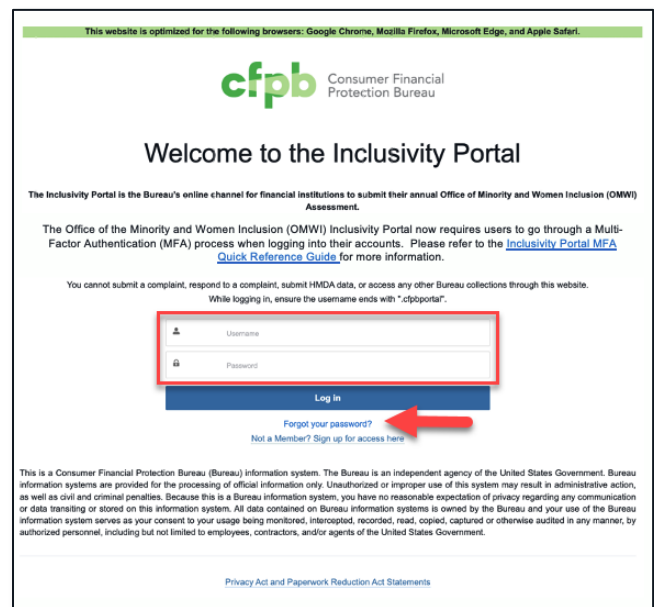 This website is optimized for the following browsers: Google Chrome, Mozilla Firefox, Microsoft Edge, and Apple Safari.
cfpb
Consumer Financial
Protection Bureau
Welcome to the Inclusivity Portal
The Inclusivity Portal is the Bureau's online channel for financial institutions to submit their annual Office of Minority and Women Inclusion (OMWI)
Assessment.
The Office of the Minority and Women Inclusion (OMWI) Inclusivity Portal now requires users to go through a Multi-
Factor Authentication (MFA) process when logging into their accounts. Please refer to the Inclusivity Portal MFA
Quick Reference Guide for more information.
You cannot submit a complaint, respond to a complaint, submit HMDA data, or access any other Bureau collections through this website.
While logging in, ensure the username ends with ".cfpbportal".
Username
Password
Log in
Forgot your password?
Not a Member? Sign up for access here
This is a Consumer Financial Protection Bureau (Bureau) information system. The Bureau is an independent agency of the United States Government. Bureau
information systems are provided for the processing of official information only. Unauthorized or improper use of this system may result in administrative action,
as well as civil and criminal penalties. Because this is a Bureau information system, you have no reasonable expectation of privacy regarding any communication
or data transiting or stored on this information system. All data contained on Bureau information systems is owned by the Bureau and your use of the Bureau
information system serves as your consent to your usage being monitored, intercepted, recorded, read, copied, captured or otherwise audited in any manner, by
authorized personnel, including but not limited to employees, contractors, and/or agents of the United States Government.
Privacy Act and Paperwork Reduction Act Statements